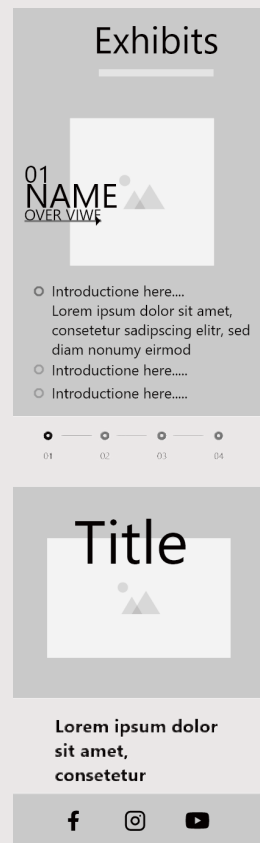 Exhibits
01
NAME
OVER VIWE
Introductione here....
Lorem ipsum dolor sit amet,
consetetur sadipscing elitr, sed
diam nonumy eirmod
Introductione here.....
Introductione here.....
01 02 03 04
Title
Lorem ipsum dolor
sit amet,
consetetur